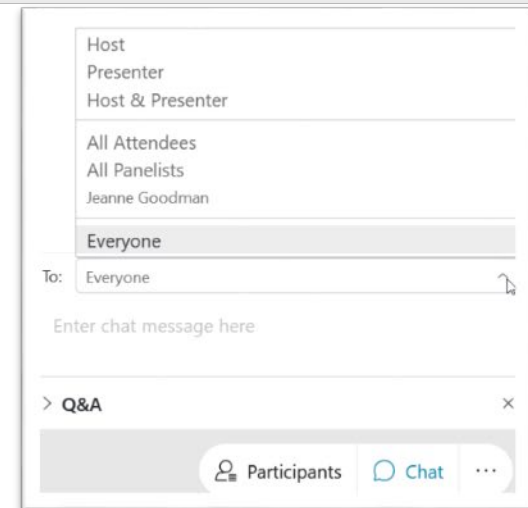 Host
Presenter
Host & Presenter
All Attendees
All Panelists
Jeanne Goodman
Everyone
To: Everyone
Enter chat message here
Q&A
Participants Chat